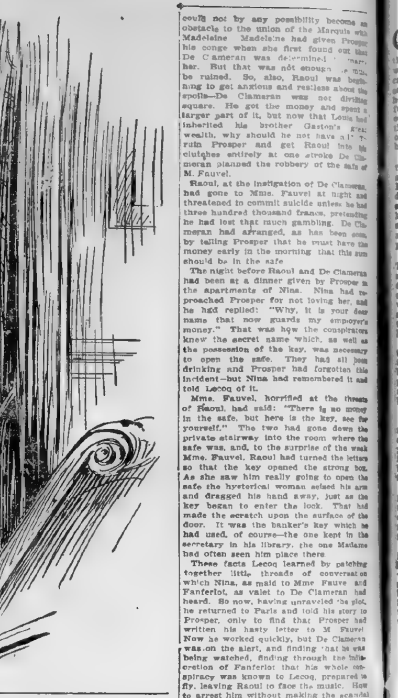 could not by any possibility become an
obstacle to the union of the Marquis with
Madeleine Madeleine had given Prosper
his conge when she first found out that
De Clameran was determined marry
her. But that was not enough he must
be ruined. So, also, Raoul was begin-
ning to get anxious and restless about the
spoils—De Clameran was not dividing
square. He got the money and spent a
larger part of it, but now that Louis had
inherited his brother Gaston's great
wealth, why should he not have all To
ruin Prosper and get Raoul into his
clutches entirely at one stroke De Cla-
meran planned the robbery of the safe of
M. Fauvel.
Raoul, at the instigation of De Clameran,
had gone to Mme. Fauvel at night and
threatened to commit suicide unless he had
three hundred thousand francs, pretending
he had lost that much gambling. De Cla-
meran had arranged, as has been seen,
by telling Prosper that he must have the
money early in the morning that this sum
should be in the safe
The night before Raoul and De Clameran
had been at a dinner given by Prosper in
the apartments of Nina. Nina had re-
proached Prosper for not loving her, and
he had replied: "Why, it is your dear
name that now guards my employer's
money." That was how the conspirators
knew the secret name which, as well as
the possession of the key, was necessary
to open the safe. They had all been
drinking and Prosper had forgotten this
incident—but Nina had remembered it and
told Lecoq of it.
Mme. Fauvel, horrified at the threats
of Raoul, had said: "There is no money
in the safe, but here is the key, see for
yourself." The two had gone down the
private stairway into the room where the
safe was, and, to the surprise of the weak
Mme. Fauvel, Raoul had turned the letters
so that the key opened the strong box.
As she saw him really going to open the
safe the hysterical woman seized his arm
and dragged his hand away, just as the
key began to enter the lock. That had
made the scratch upon the surface of the
door. It was the banker's key which he
had used, of course—the one kept in the
secretary in his library, the one Madame
had often seen him place there
These facts Lecoq learned by patching
together little threads of conversation
which Nina, as maid to Mme Fauve and
Fanferlot, as valet to De Clameran had
heard. So now, having unraveled the plot,
he returned to Paris and told his story to
Prosper, only to find that Prosper had
written his hasty letter to M Fauvel
Now he worked quickly, but De Clameran
was on the alert, and finding that he was
being watched, finding through the indis-
cretion of Fanferlot that his whole con-
spiracy was known to Lecoq, prepared to
fly, leaving Raoul to face the music. How
to arrest him without making the scandal